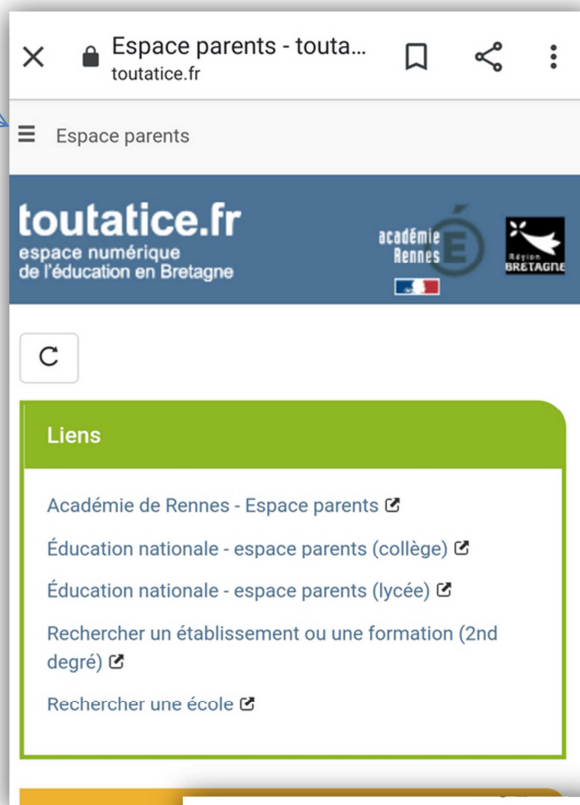 Espace parents - touta...
toutatice.fr
Espace parents
toutatice.fr
espace numérique
de l'éducation en Bretagne
académie
Rennes
É
Région
BRETAGNE
Liens
Académie de Rennes - Espace parents
Éducation nationale - espace parents (collège)
Éducation nationale - espace parents (lycée)
Rechercher un établissement ou une formation (2nd
degré)
Rechercher une école